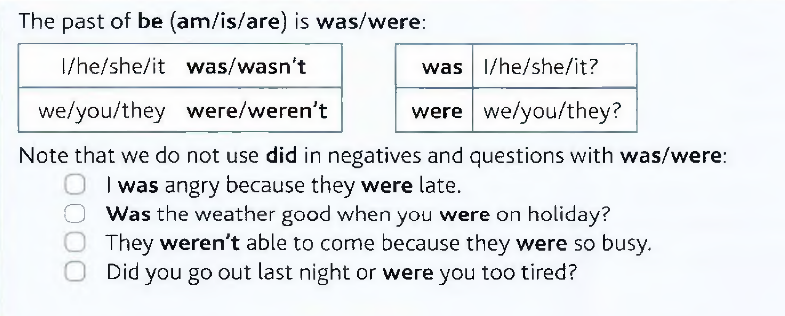 The past of be (am/is/are) is was/were:
I/he/she/it was/wasn't
we/you/they were/weren't
was I/he/she/it?
were we/you/they?
Note that we do not use did in negatives and questions with was/were:
I was angry because they were late.
Was the weather good when you were on holiday?
They weren't able to come because they were so busy.
Did you go out last night or were you too tired?